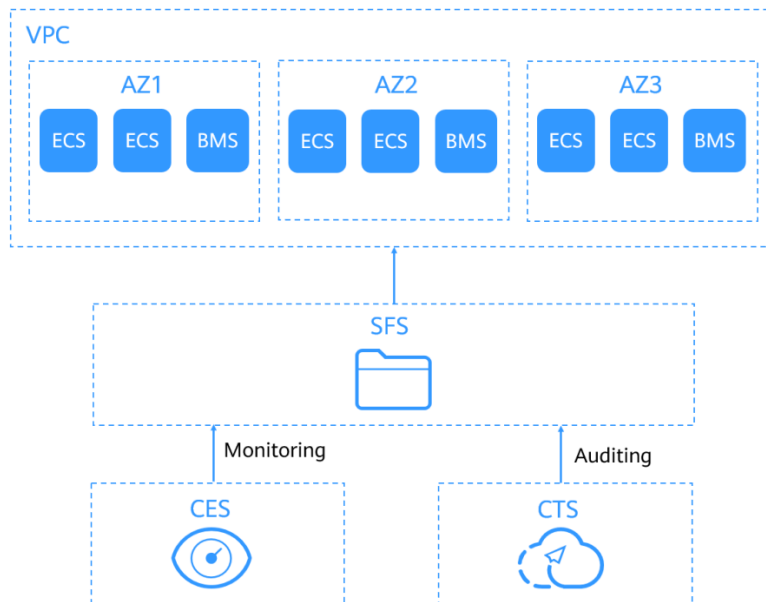 VPC
AZ1 AZ2 AZ3
ECS ECS BMS ECS ECS BMS ECS ECS BMS
SFS
Monitoring
Auditing
CES CTS